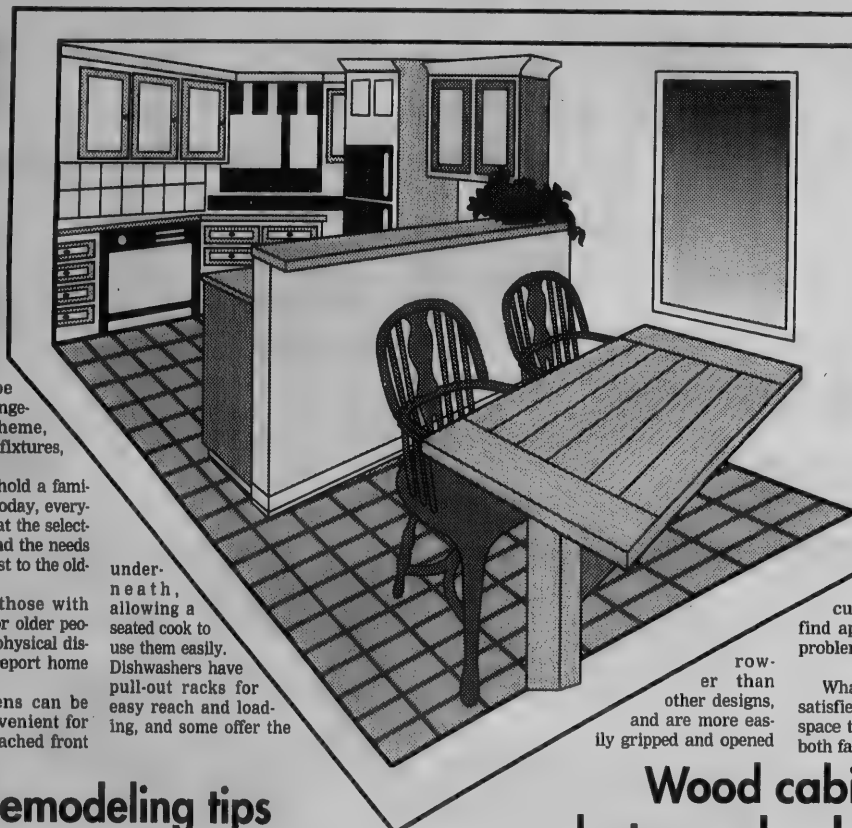 be
nge-
heme,
fixtures,
hold a fami-
oday, every-
at the select-
nd the needs
st to the old-
those with
or older peo-
physical dis-
report home
ens can be
venient for
ached front
under-
neath,
allowing a
seated cook to
use them easily.
Dishwashers have
pull-out racks for
easy reach and load-
ing, and some offer the
row-
er than
other designs,
and are more eas-
ily gripped and opened
cu
find ap
problem
Wha
satisfie
space t
both fa
emodeling tips
Wood cabi